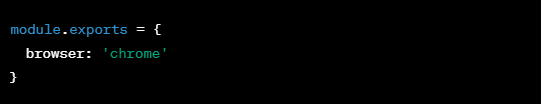 module.exports = {
  browser: 'chrome'
}